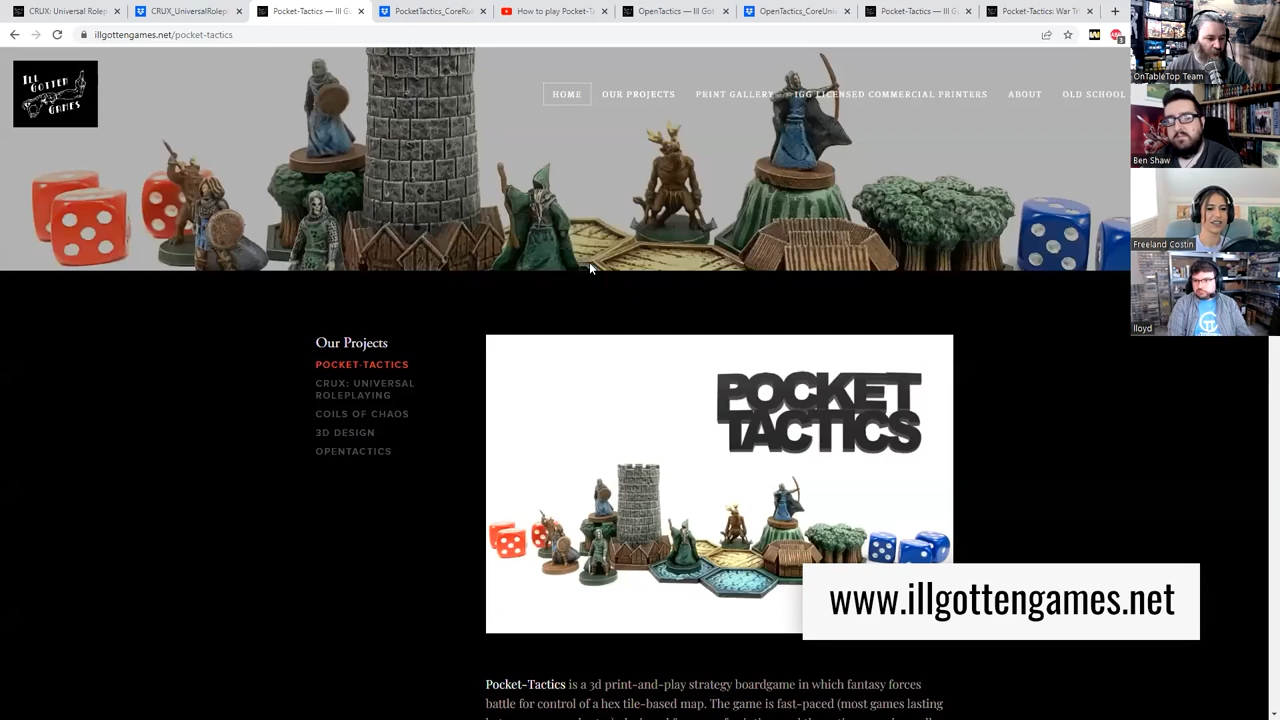 CRUX: Universal Rolep
CRUX_UniversalRolepl
Pocket-Tactics — Ill G
PocketTactics_CoreRu
How to play Pocket-T
OpenTactics — Ill Got
OpenTactics_CoreUni
Pocket-Tactics — Ill G
Pocket-Tactics: War Tr
illgottengames.net/pocket-tactics
ILL GOTTEN GAMES
HOME
OUR PROJECTS
PRINT GALLERY
IGG LICENSED COMMERCIAL PRINTERS
ABOUT
OLD SCHOOL
OnTableTop Team
Ben Shaw
Freeland Costin
lloyd
Our Projects
POCKET-TACTICS
CRUX: UNIVERSAL
ROLEPLAYING
COILS OF CHAOS
3D DESIGN
OPENTACTICS
POCKET
TACTICS
www.illgottengames.net
Pocket-Tactics is a 3d print-and-play strategy boardgame in which fantasy forces
battle for control of a hex tile-based map. The game is fast-paced (most games lasting